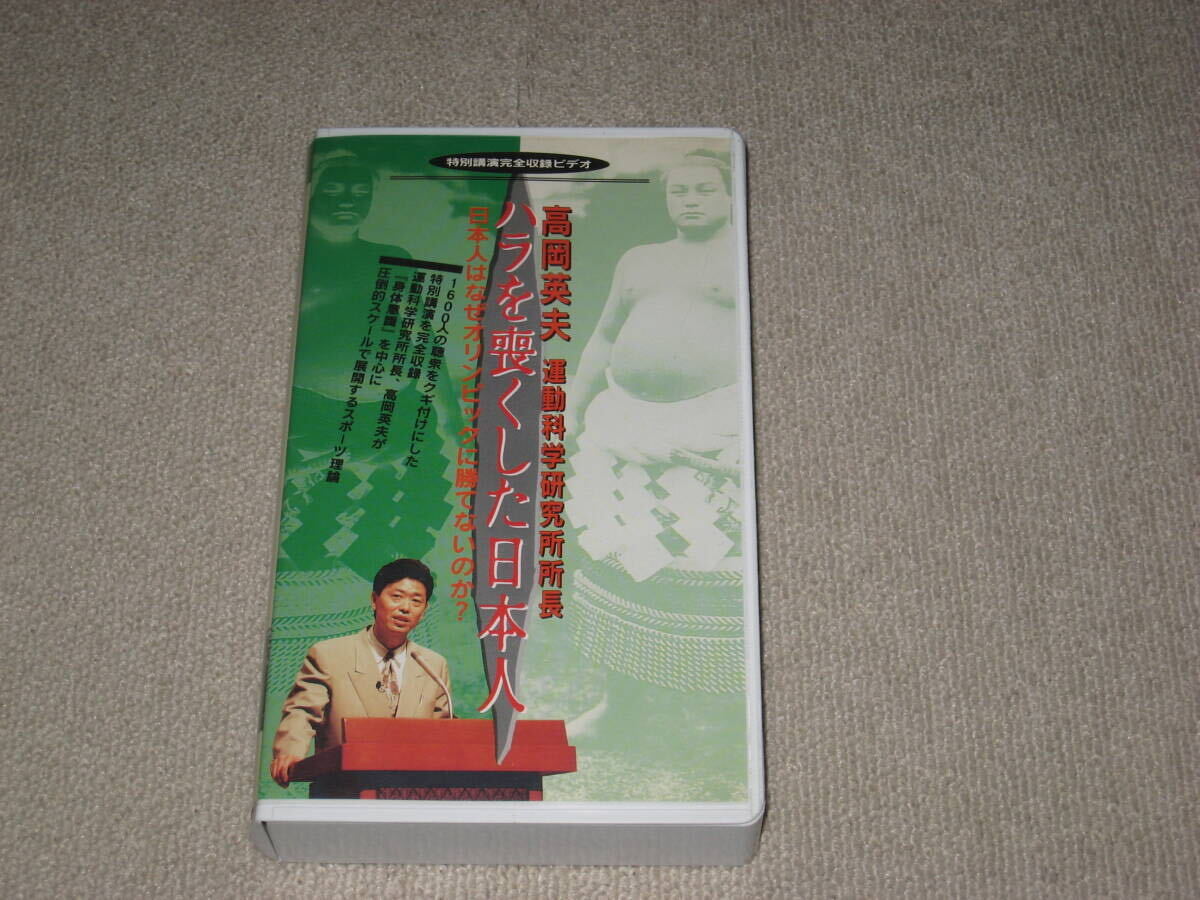 特別講演完全収録ビデオ
高岡英夫 運動科学研究所所長
ハラを喪くした日本人
日本人はなぜオリンピックに勝てないのか?
1600人の聴衆をクギ付けにした
特別講演を完全収録
運動科学研究所所長、高岡英夫が
『身体意識』を中心に
圧倒的スケールで展開するスポーツ理論